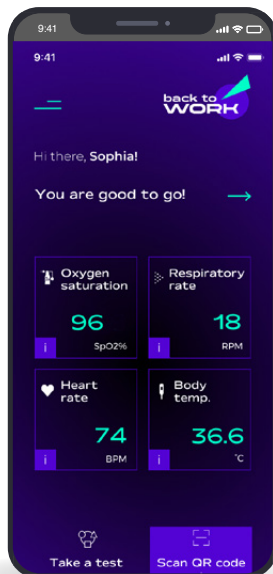 9:41
9:41
back to
WORK
Hi there, Sophia!
You are good to go!
Oxygen
saturation
96
SpO2%
i
Respiratory
rate
18
RPM
i
Heart
rate
74
BPM
i
Body
temp.
36.6
°C
i
Take a test
Scan QR code